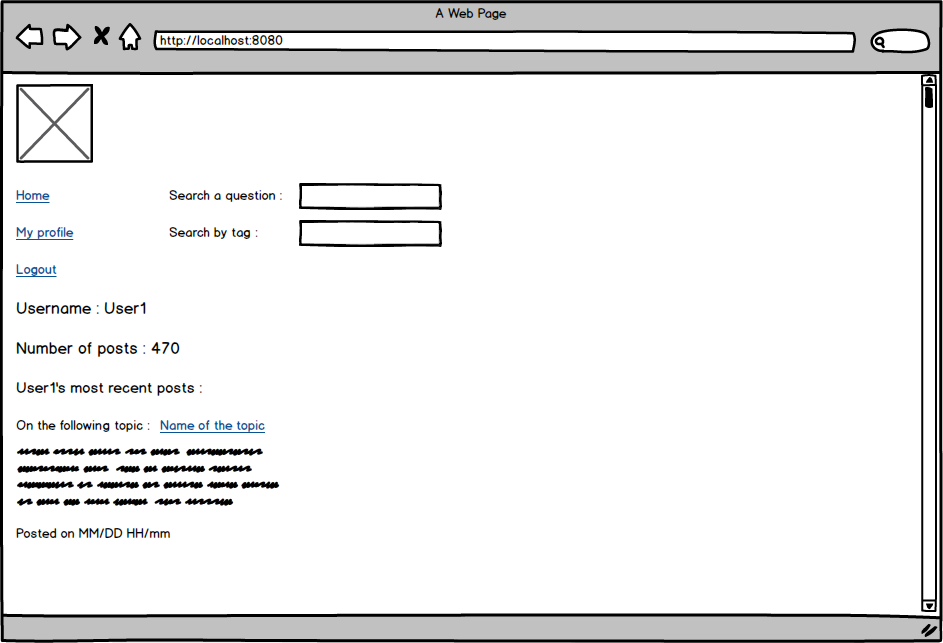 A Web Page
http://localhost:8080
Home
Search a question :
My profile
Search by tag :
Logout
Username : User1
Number of posts : 470
User1's most recent posts :
On the following topic : Name of the topic
Posted on MM/DD HH/mm